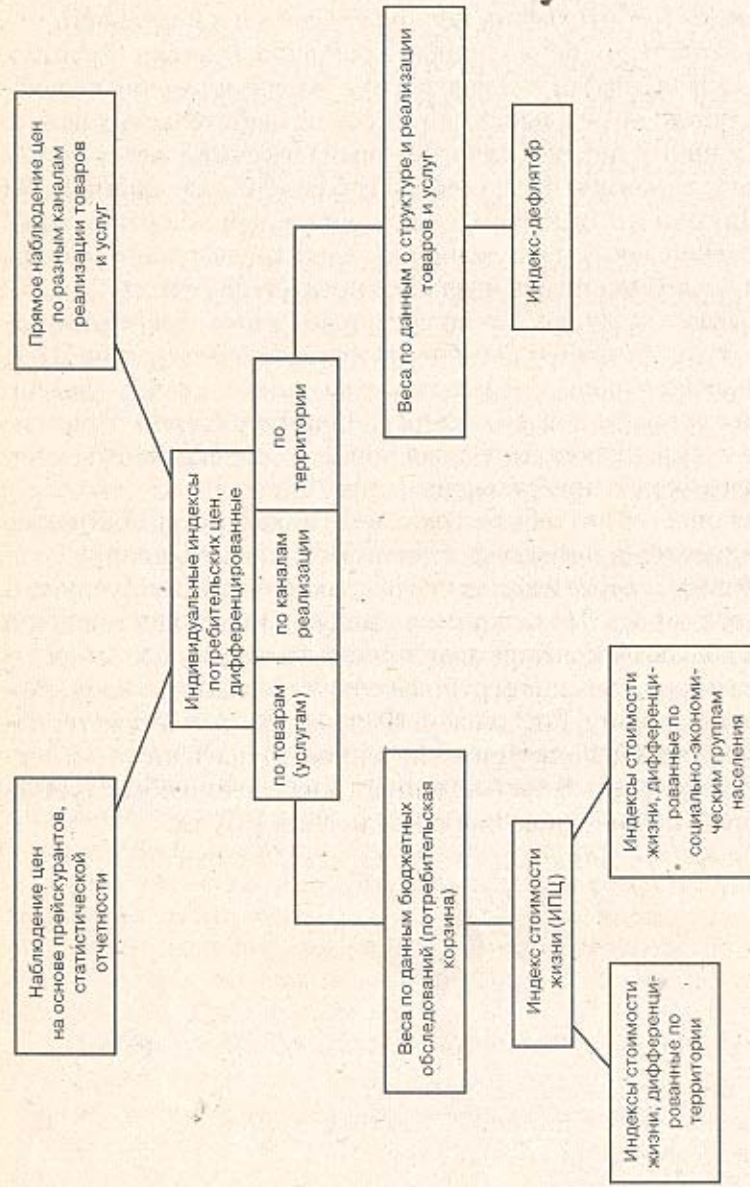 Наблюдение цен
на основе прейскурантов,
статистической
отчетности
Прямое наблюдение цен
по разным каналам
реализации товаров
и услуг
Индивидуальные индексы
потребительских цен,
дифференцированные
по товарам
(услугам)
по каналам
реализации
по
территории
Веса по данным бюджетных
обследований (потребительская
корзина)
Веса по данным о структуре и реализации
товаров и услуг
Индекс стоимости
жизни (ИПЦ)
Индекс-дефлятор
Индексы стоимости
жизни, дифференци-
рованные по
территории
Индексы стоимости
жизни, дифференци-
рованные по
социально-экономи-
ческим группам
населения